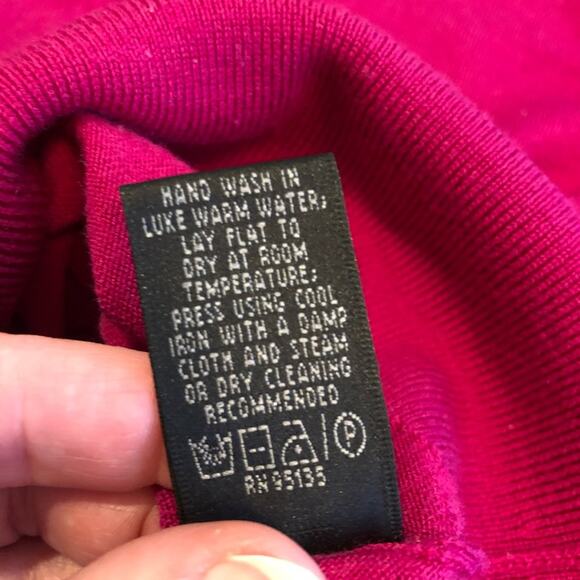 HAND WASH IN
LUKE WARM WATER;
LAY FLAT TO
DRY AT ROOM
TEMPERATURE;
PRESS USING COOL
IRON WITH A DAMP
CLOTH AND STEAM
OR DRY CLEANING
RECOMMENDED
/ P
RN 95135